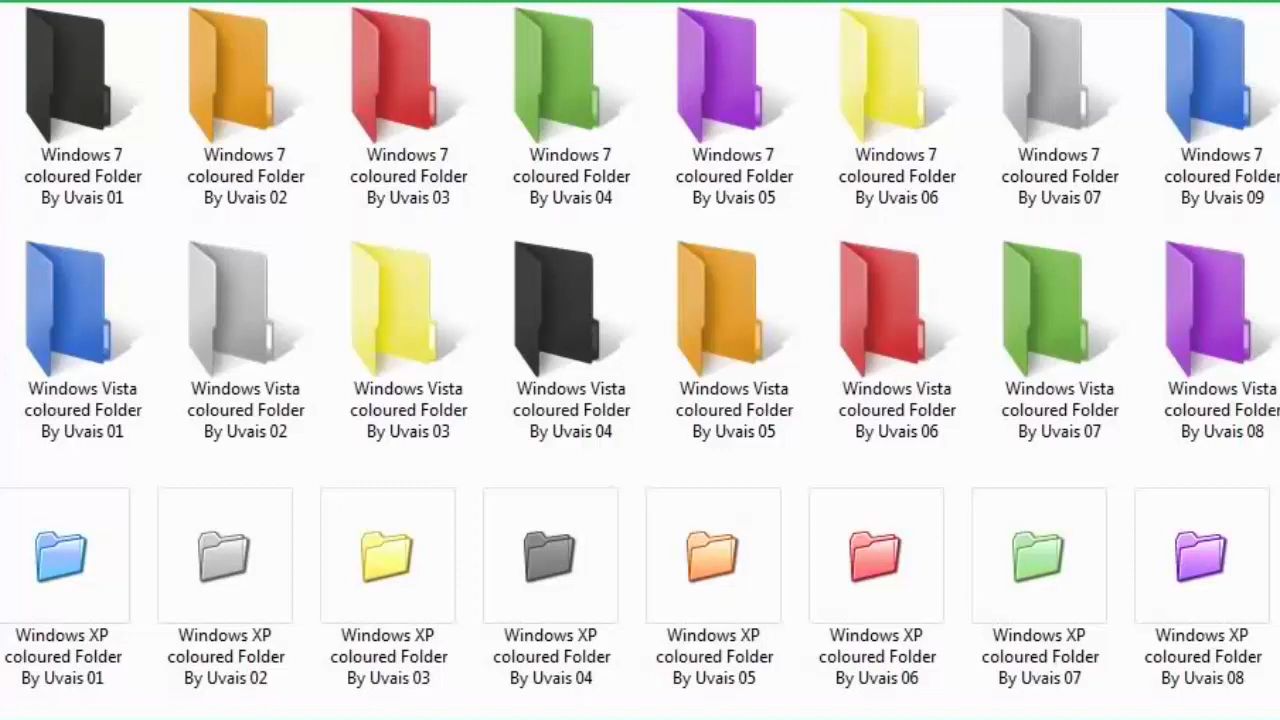 Windows 7
coloured Folder
By Uvais 01
Windows 7
coloured Folder
By Uvais 02
Windows 7
coloured Folder
By Uvais 03
Windows 7
coloured Folder
By Uvais 04
Windows 7
coloured Folder
By Uvais 05
Windows 7
coloured Folder
By Uvais 06
Windows 7
coloured Folder
By Uvais 07
Windows 7
coloured Folder
By Uvais 09
Windows Vista
coloured Folder
By Uvais 01
Windows Vista
coloured Folder
By Uvais 02
Windows Vista
coloured Folder
By Uvais 03
Windows Vista
coloured Folder
By Uvais 04
Windows Vista
coloured Folder
By Uvais 05
Windows Vista
coloured Folder
By Uvais 06
Windows Vista
coloured Folder
By Uvais 07
Windows Vista
coloured Folder
By Uvais 08
Windows XP
coloured Folder
By Uvais 01
Windows XP
coloured Folder
By Uvais 02
Windows XP
coloured Folder
By Uvais 03
Windows XP
coloured Folder
By Uvais 04
Windows XP
coloured Folder
By Uvais 05
Windows XP
coloured Folder
By Uvais 06
Windows XP
coloured Folder
By Uvais 07
Windows XP
coloured Folder
By Uvais 08